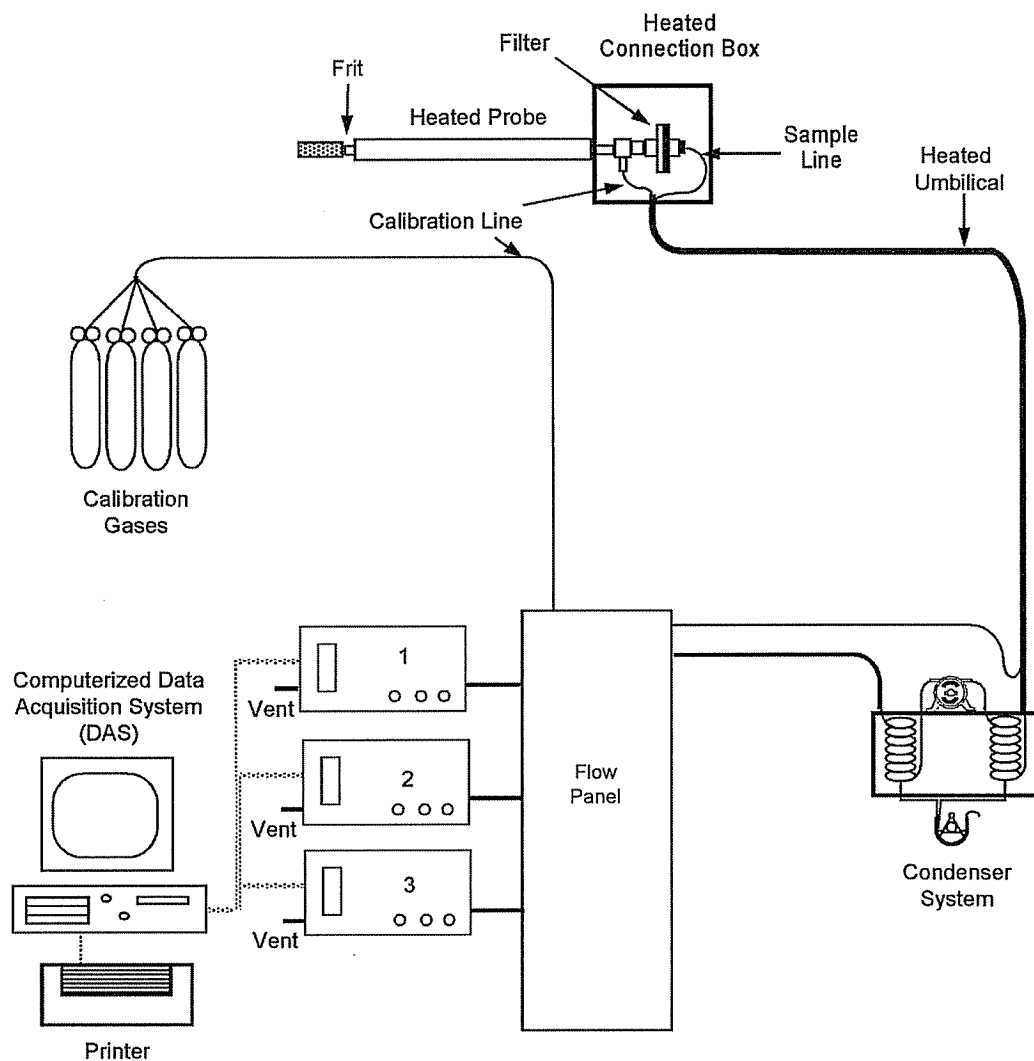 Heated
Connection Box
Filter
Frit
Heated Probe
Sample
Line
Heated
Umbilical
Calibration Line
Calibration
Gases
Computerized Data
Acquisition System
(DAS)
1
Vent
2
Vent
3
Vent
Flow
Panel
Condenser
System
Printer